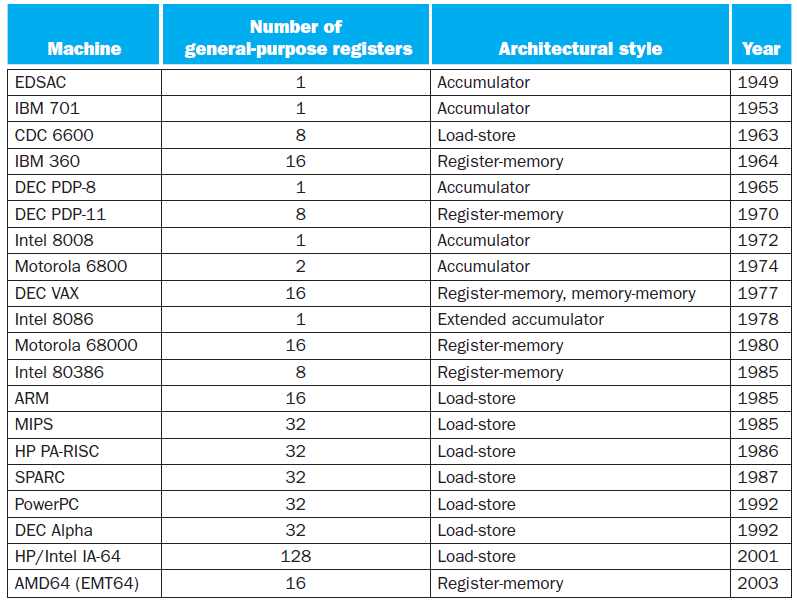 Machine Number of general-purpose registers Architectural style Year
EDSAC 1 Accumulator 1949
IBM 701 1 Accumulator 1953
CDC 6600 8 Load-store 1963
IBM 360 16 Register-memory 1964
DEC PDP-8 1 Accumulator 1965
DEC PDP-11 8 Register-memory 1970
Intel 8008 1 Accumulator 1972
Motorola 6800 2 Accumulator 1974
DEC VAX 16 Register-memory, memory-memory 1977
Intel 8086 1 Extended accumulator 1978
Motorola 68000 16 Register-memory 1980
Intel 80386 8 Register-memory 1985
ARM 16 Load-store 1985
MIPS 32 Load-store 1985
HP PA-RISC 32 Load-store 1986
SPARC 32 Load-store 1987
PowerPC 32 Load-store 1992
DEC Alpha 32 Load-store 1992
HP/Intel IA-64 128 Load-store 2001
AMD64 (EMT64) 16 Register-memory 2003